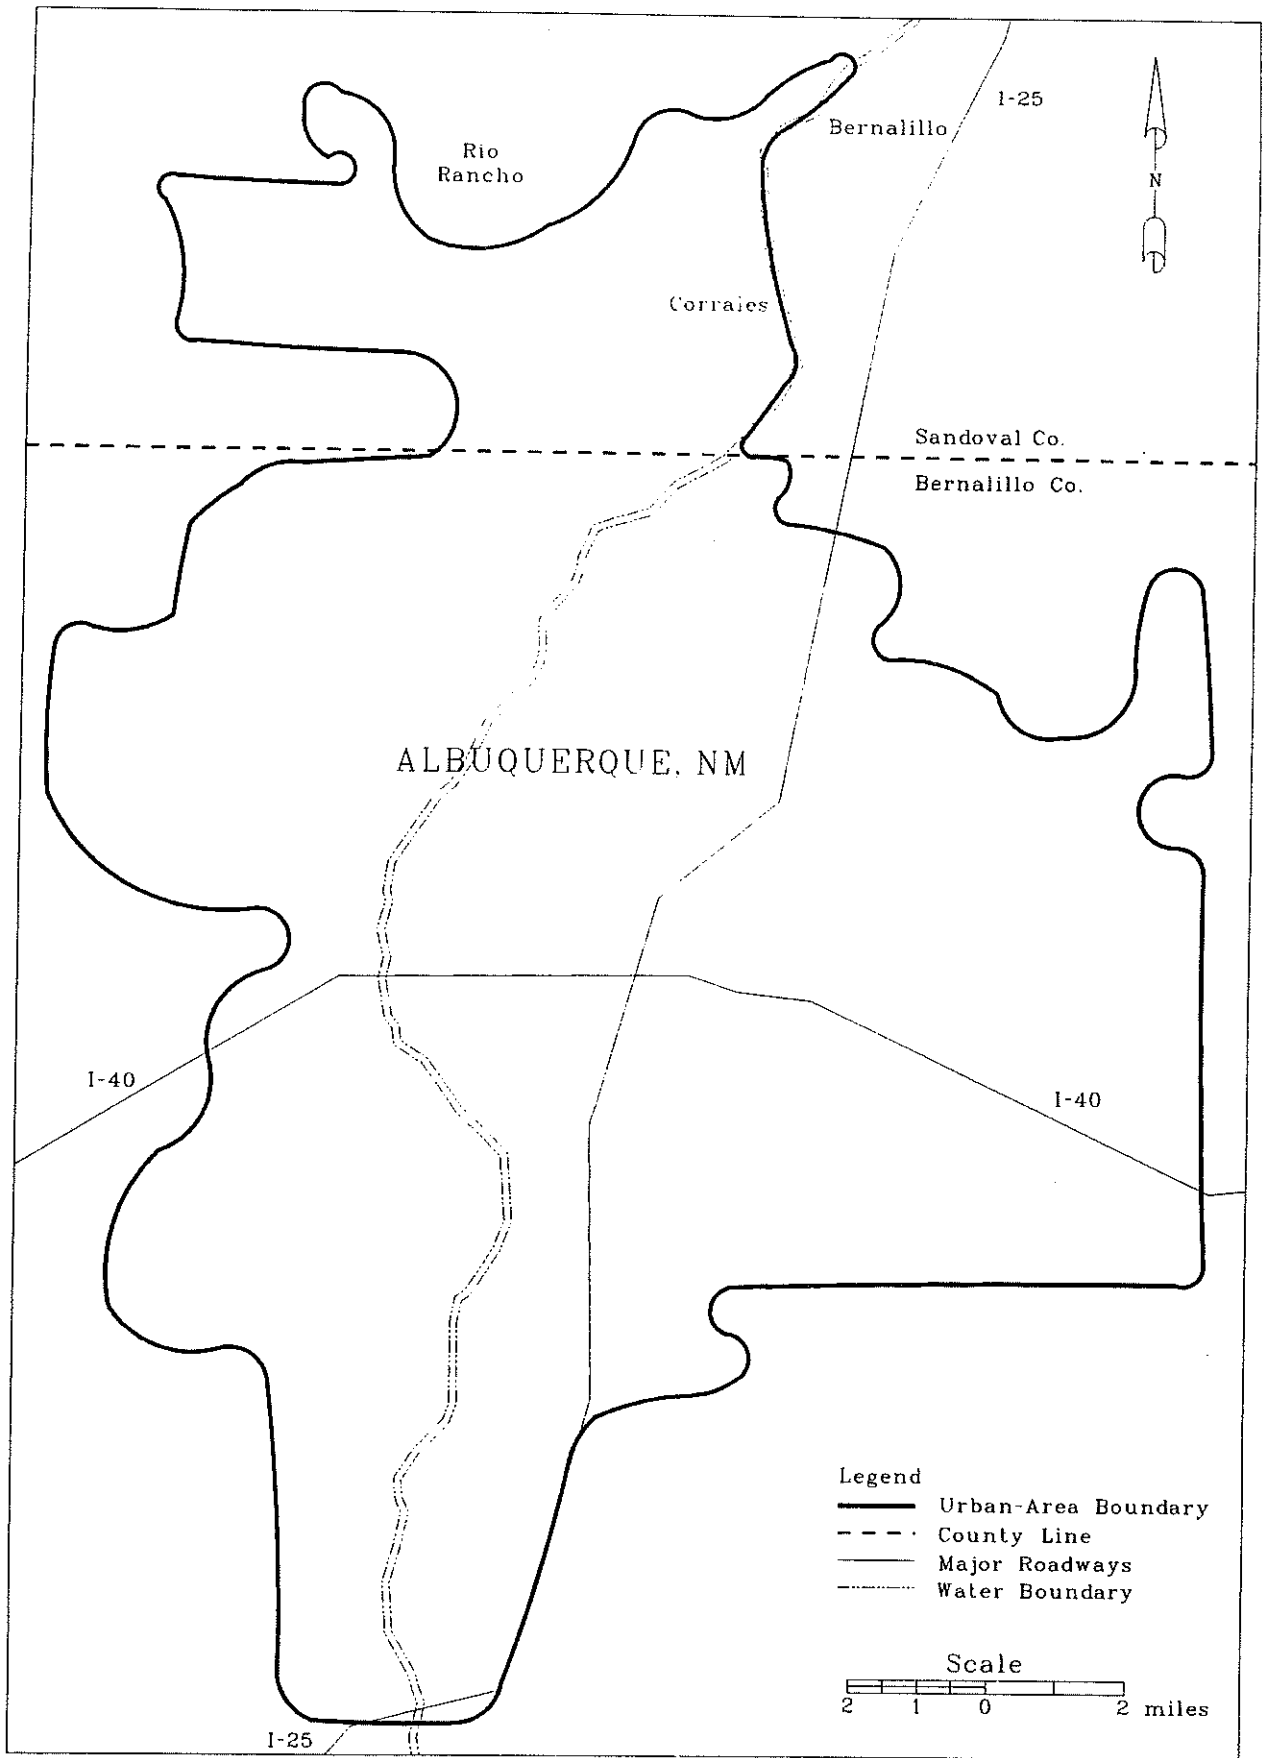 I-25
Bernalillo
Rio
Rancho
N
Corrales
Sandoval Co.
Bernalillo Co.
ALBUQUERQUE, NM
I-40
I-40
Legend
Urban-Area Boundary
County Line
Major Roadways
Water Boundary
Scale
2 1 0 2 miles
I-25